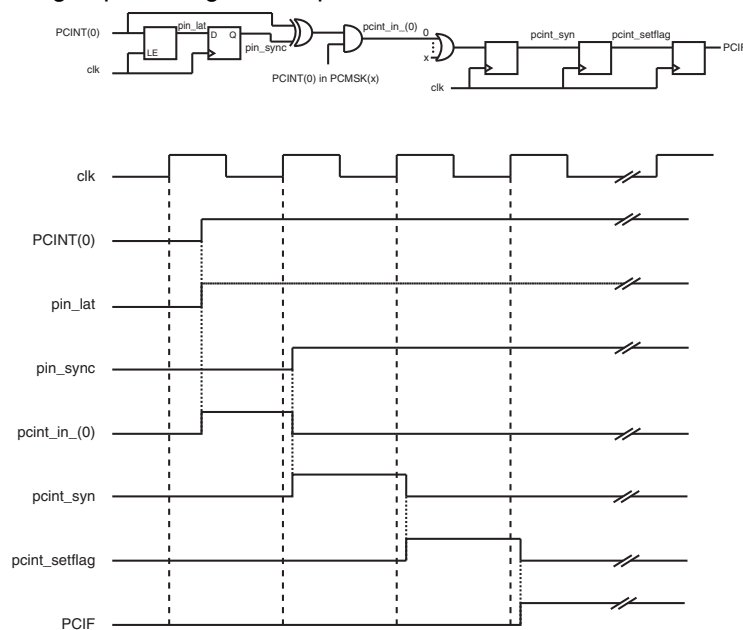 PCINT(0)
pin_lat
D Q
LE
pin_sync
clk
PCINT(0) in PCMSK(x)
pcint_in_(0)
0
x
clk
pcint_syn
pcint_setflag
PCIF
clk
PCINT(0)
pin_lat
pin_sync
pcint_in_(0)
pcint_syn
pcint_setflag
PCIF